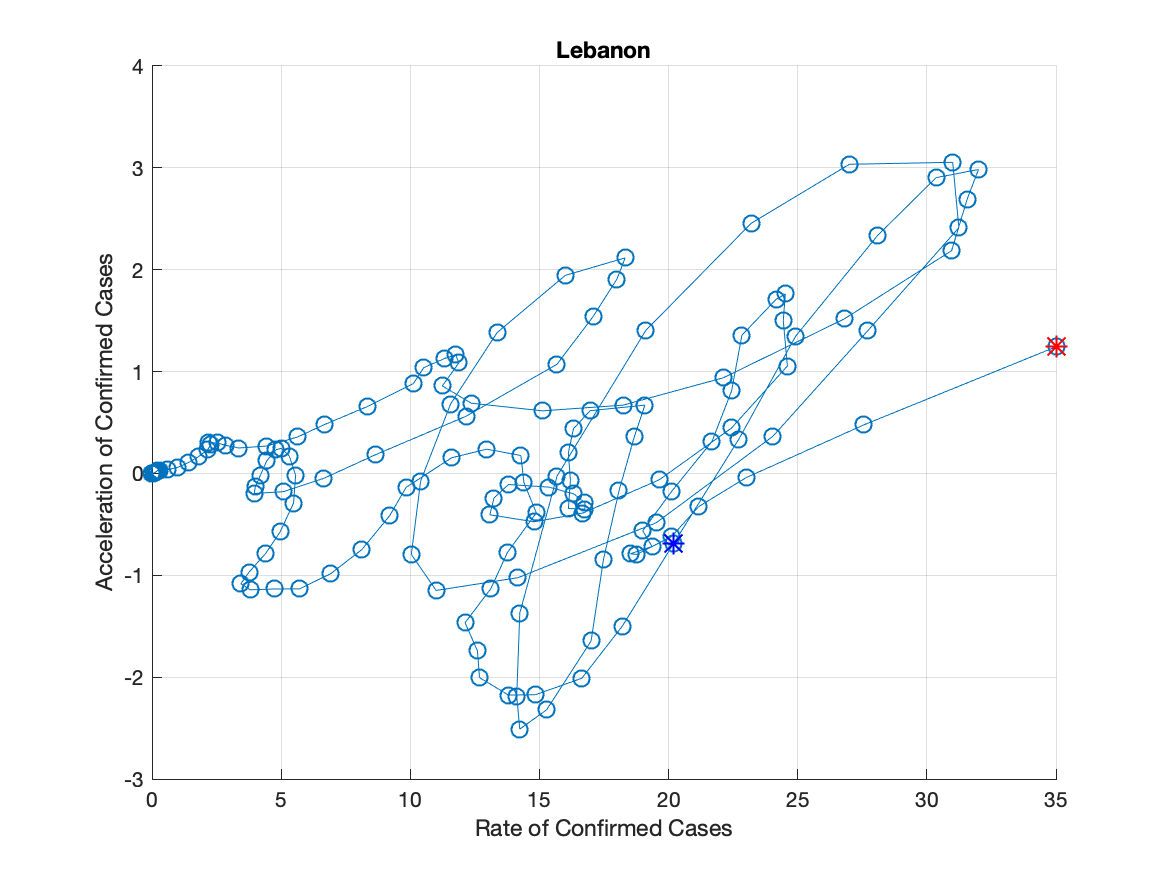 Lebanon
4
3
2
1
0
-1
-2
-3
Acceleration of Confirmed Cases
0 5 10 15 20 25 30 35
Rate of Confirmed Cases